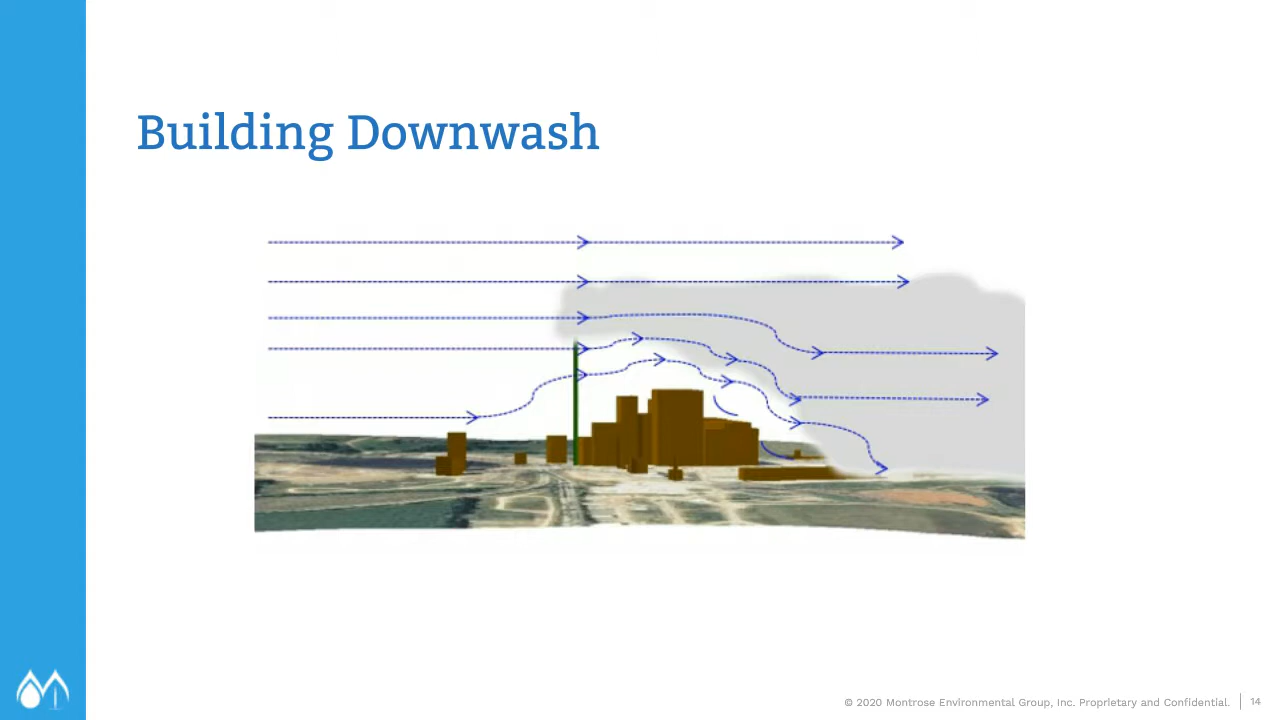 Building Downwash
© 2020 Montrose Environmental Group, Inc. Proprietary and Confidential.
14